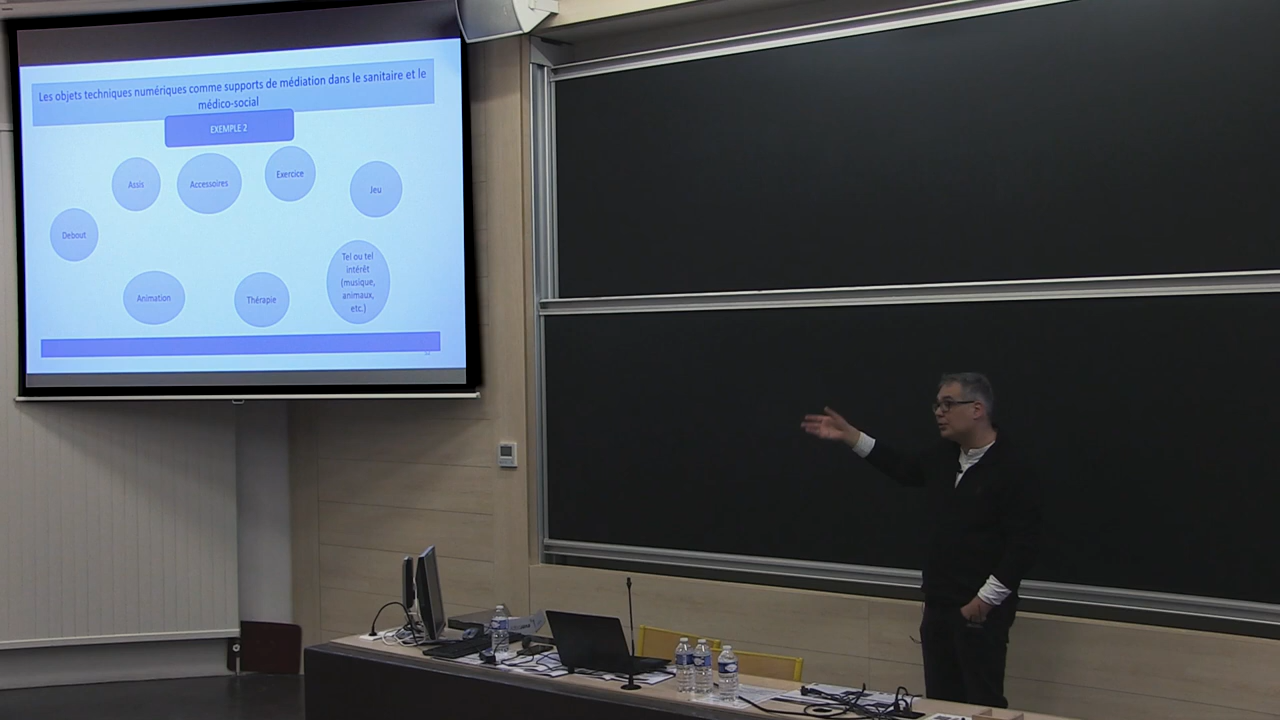 Les objets techniques numériques comme supports de médiation dans le sanitaire et le
médico-social
EXEMPLE 2
Assis
Accessoires
Exercice
Jeu
Debout
Animation
Thérapie
Tel ou tel
intérêt
(musique,
animaux,
etc.)